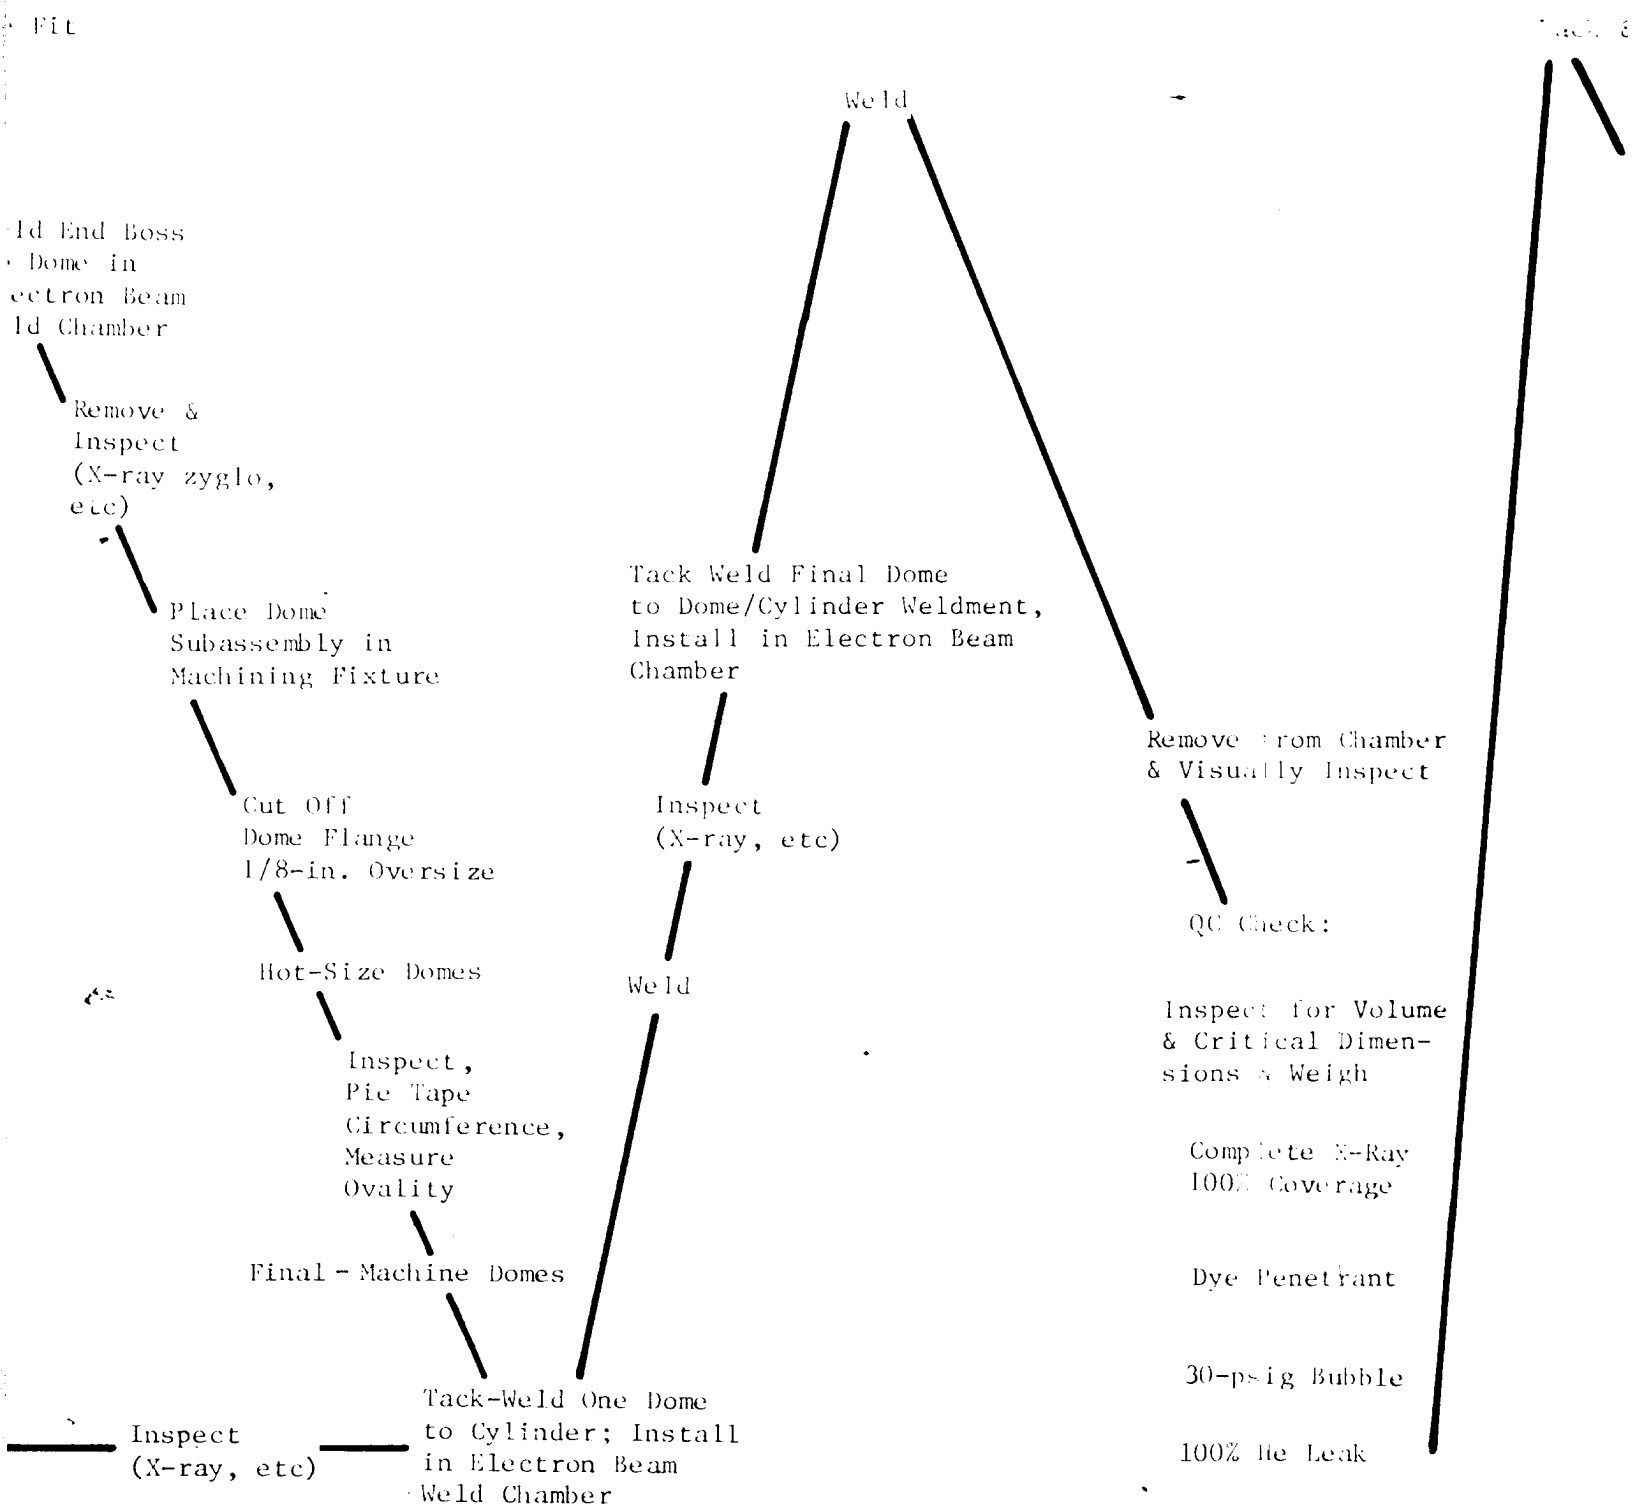 Fit
Weld
End Boss
Dome in
Beam
Chamber
Remove &
Inspect
(X-ray zyglo,
etc)
Place Dome
Subassembly in
Machining Fixture
Cut Off
Dome Flange
1/8-in. Oversize
Hot-Size Domes
Inspect,
Pie Tape
Circumference,
Measure
Ovality
Final-Machine Domes
Inspect
(X-ray, etc)
Tack-Weld One Dome
to Cylinder; Install
in Electron Beam
Weld Chamber
Weld
Inspect
(X-ray, etc)
Tack Weld Final Dome
to Dome/Cylinder Weldment,
Install in Electron Beam
Chamber
Remove from Chamber
& Visually Inspect
QC Check:
Inspect for Volume
& Critical Dimen-
sions & Weigh
Complete X-Ray
100% Coverage
Dye Penetrant
30-psig Bubble
100% He Leak